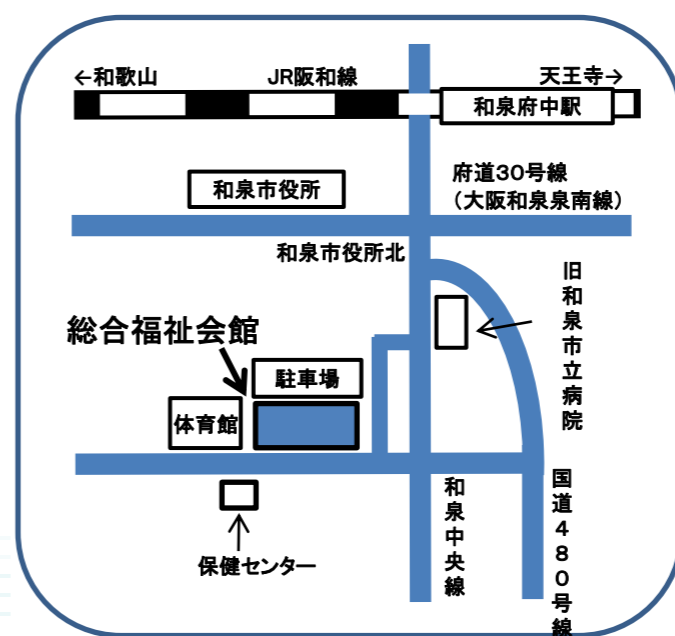 ←和歌山
JR阪和線
天王寺→
和泉府中駅
和泉市役所
府道30号線
（大阪和泉泉南線）
和泉市役所北
旧和泉市立病院
総合福祉会館
駐車場
体育館
和泉中央線
国道480号線
保健センター